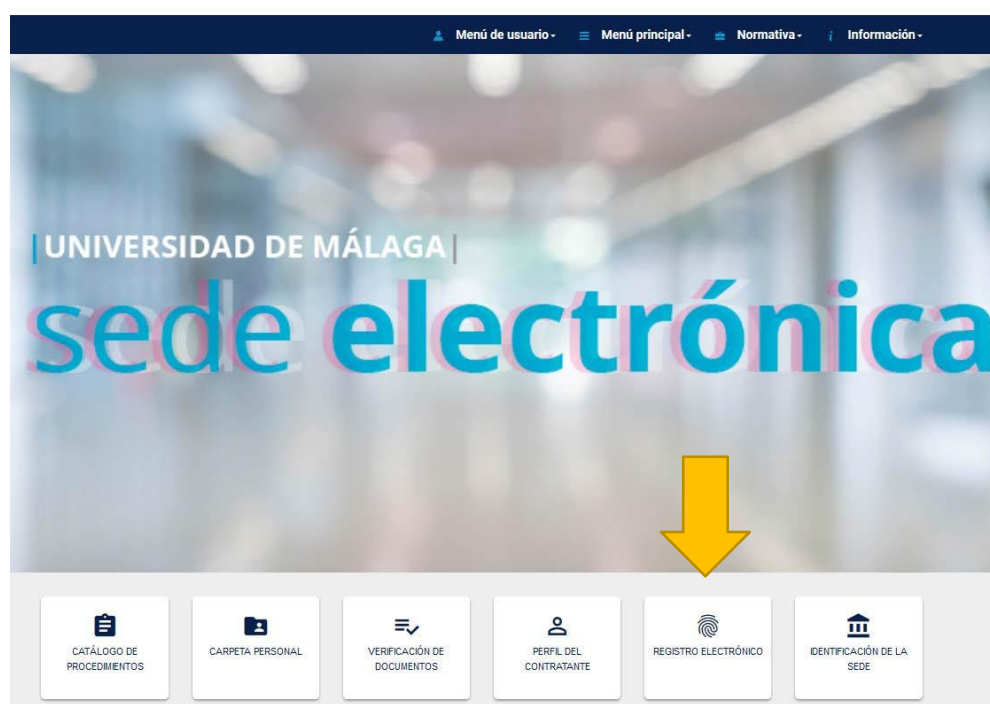 Menú de usuario
Menú principal
Normativa
Información
|UNIVERSIDAD DE MÁLAGA|
sede electrónica
CATÁLOGO DE
PROCEDIMIENTOS
CARPETA PERSONAL
VERIFICACIÓN DE
DOCUMENTOS
PERFIL DEL
CONTRATANTE
REGISTRO ELECTRÓNICO
IDENTIFICACIÓN DE LA
SEDE